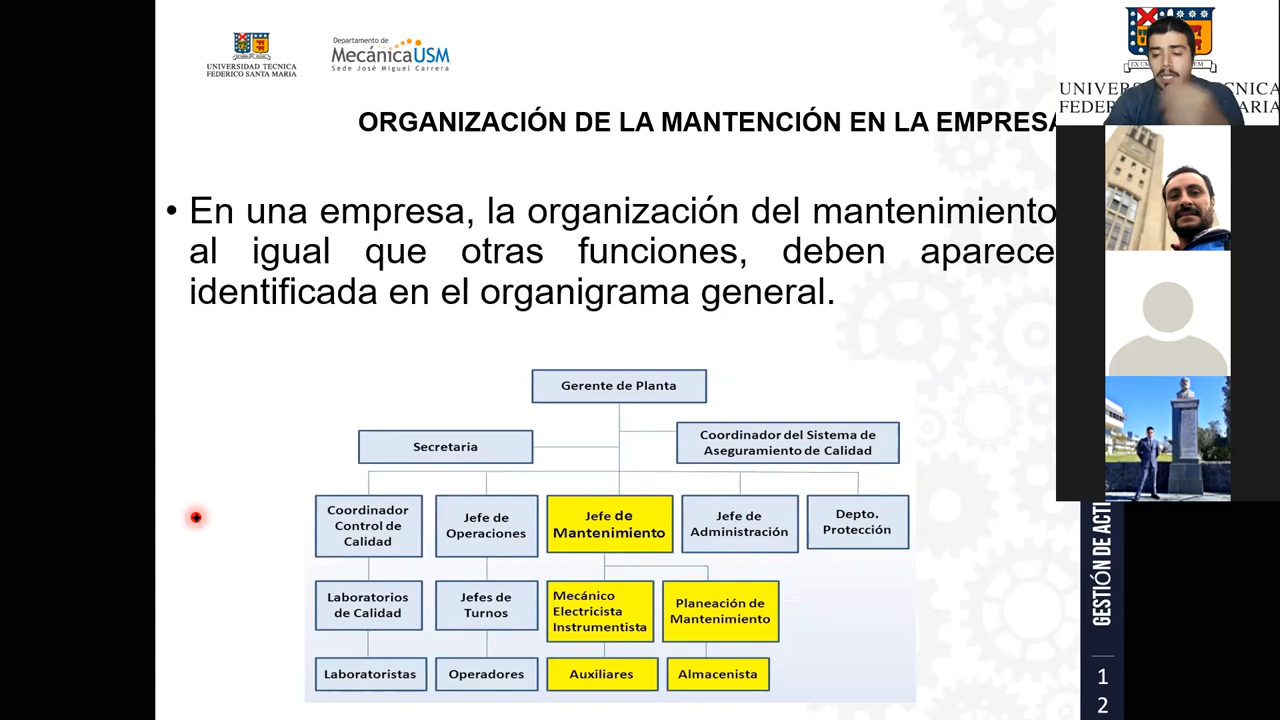 UNIVERSIDAD TECNICA
FEDERICO SANTA MARIA
Departamento de
MecánicaUSM
Sede José Miguel Carrera
ORGANIZACIÓN DE LA MANTENCIÓN EN LA EMPRESA
• En una empresa, la organización del mantenimiento
al igual que otras funciones, deben aparece
identificada en el organigrama general.
Gerente de Planta
Secretaria
Coordinador del Sistema de
Aseguramiento de Calidad
Coordinador
Control de
Calidad
Jefe de
Operaciones
Jefe de
Mantenimiento
Jefe de
Administración
Depto.
Protección
Laboratorios
de Calidad
Jefes de
Turnos
Mecánico
Electricista
Instrumentista
Planeación de
Mantenimiento
Laboratoristas
Operadores
Auxiliares
Almacenista
GESTIÓN DE ACTI
1
2
UNIVER
CNICA
FEDER
ARIA